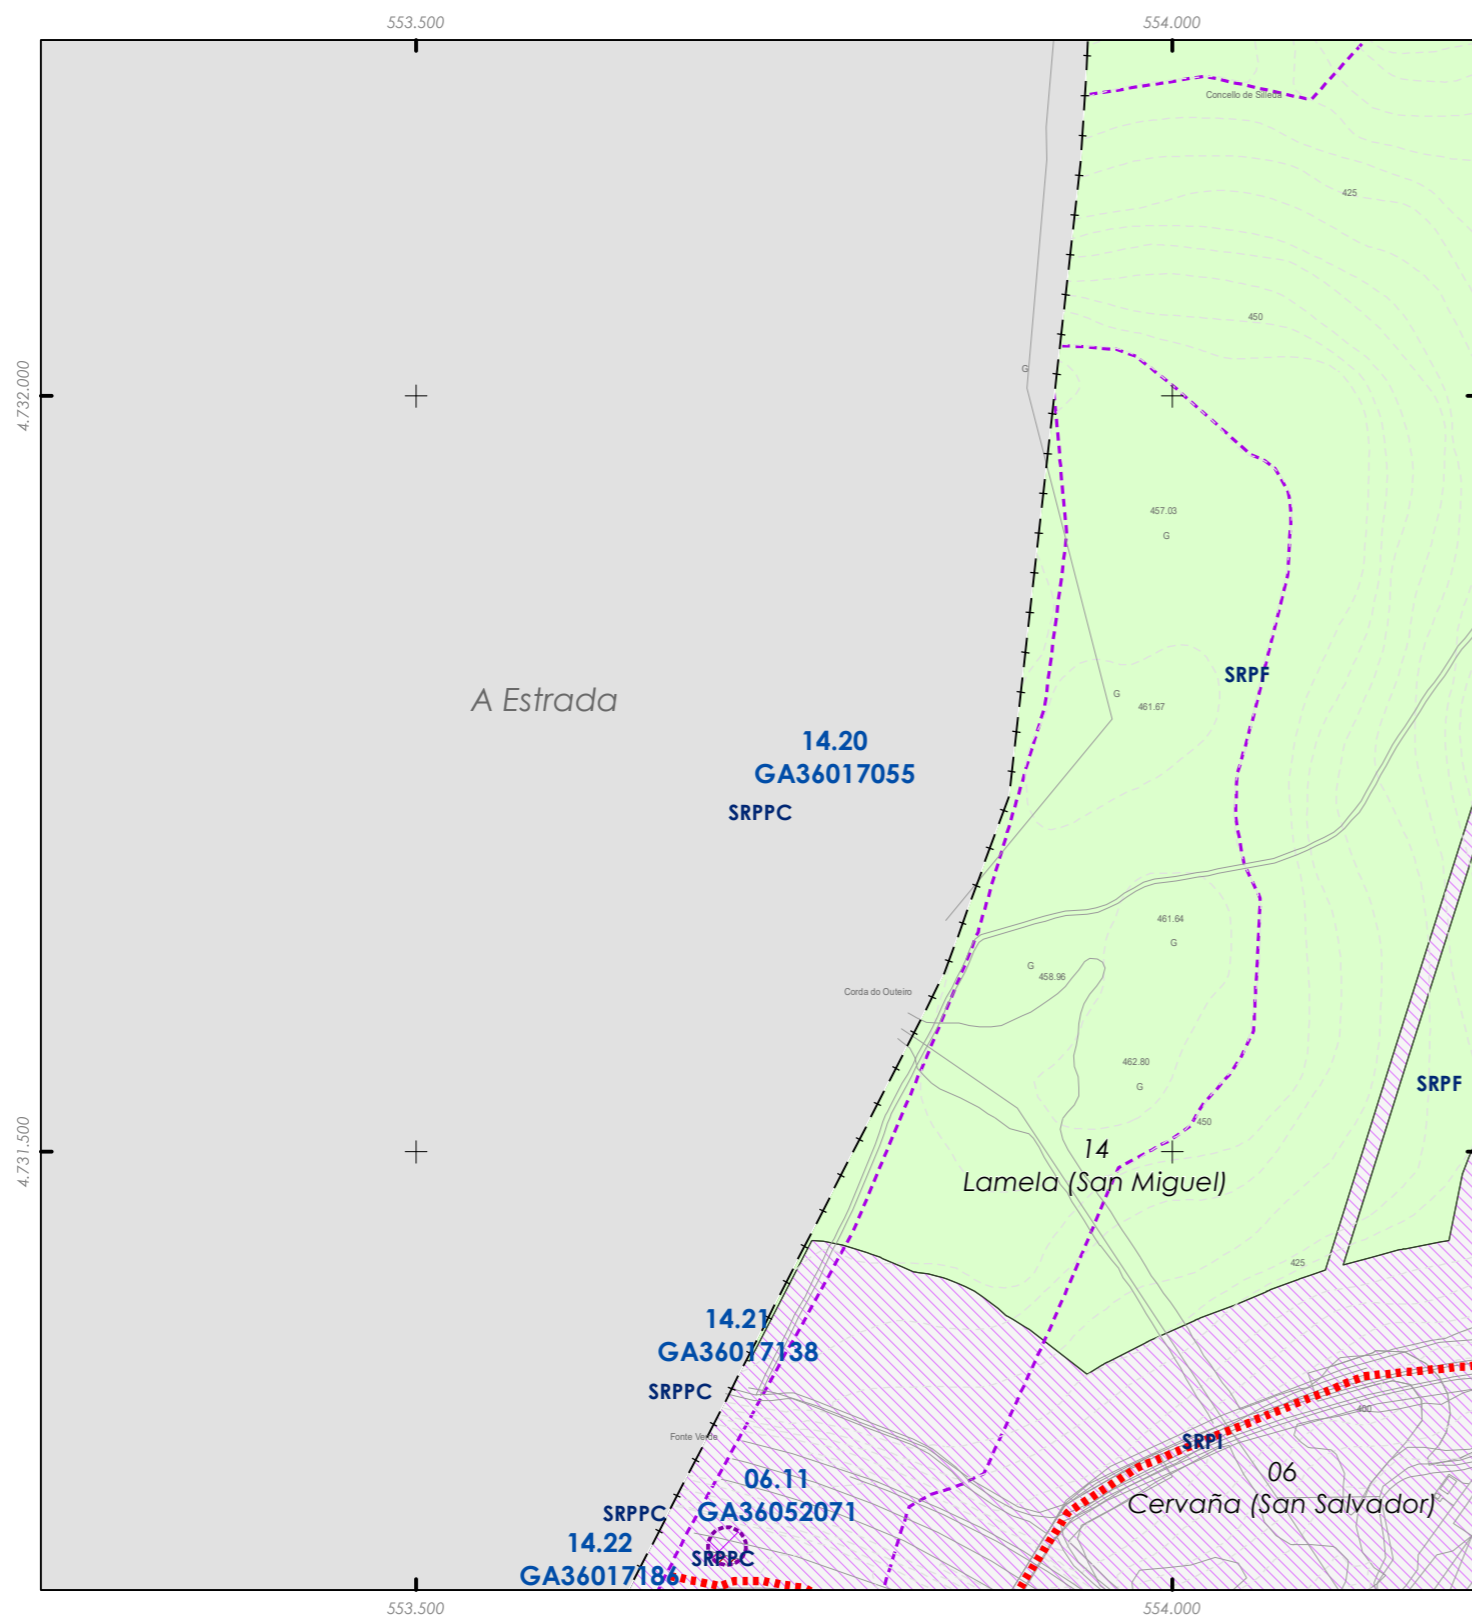 553.500
554.000
Concello de Silleda
425
450
G
4.732.000
457.03
G
SRPF
A Estrada
G
461.67
14.20
GA36017055
SRPPC
461.64
G
G
458.96
Corda do Outeiro
462.80
G
SRPF
450
4.731.500
14
Lamela (San Miguel)
425
14.21
GA36017138
SRPPC
400
Fonte Verde
SRPI
06
Cervaña (San Salvador)
06.11
GA36052071
SRPPC
14.22
SRPPC
GA36017186
553.500
554.000